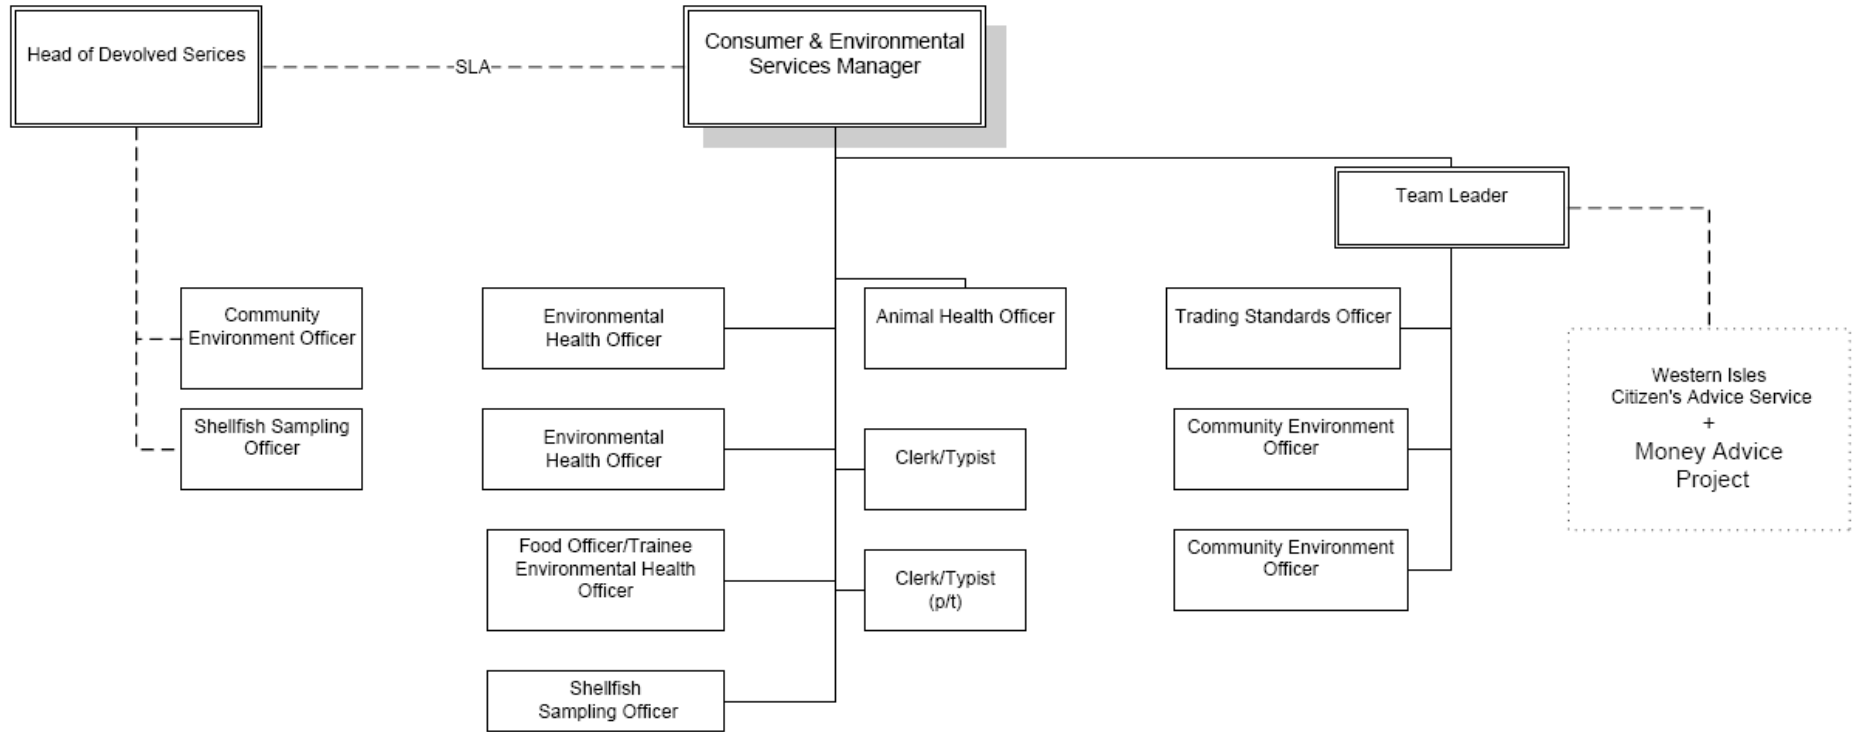 Head of Devolved Serices
SLA
Consumer & Environmental
Services Manager
Team Leader
Community
Environment Officer
Shellfish Sampling
Officer
Environmental
Health Officer
Environmental
Health Officer
Food Officer/Trainee
Environmental Health
Officer
Shellfish
Sampling Officer
Animal Health Officer
Clerk/Typist
Clerk/Typist
(p/t)
Trading Standards Officer
Community Environment
Officer
Community Environment
Officer
Western Isles
Citizen's Advice Service
+
Money Advice
Project